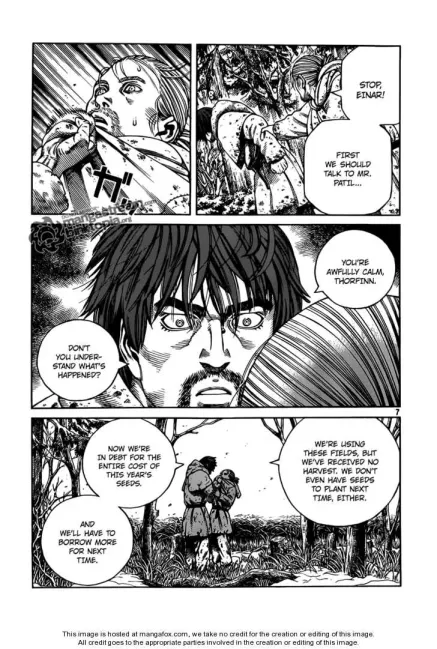 STOP,
EINAR!
FIRST
WE SHOULD
TALK TO MR.
PATIL...
ガッ
YOU'RE
AWFULLY CALM,
THORFINN.
DON'T
YOU UNDER-
STAND WHAT'S
HAPPENED?
7
WE'RE USING
THESE FIELDS, BUT
WE'VE RECEIVED NO
HARVEST. WE DON'T
EVEN HAVE SEEDS
TO PLANT NEXT
TIME, EITHER.
NOW WE'RE
IN DEBT FOR THE
ENTIRE COST OF
THIS YEAR'S
SEEDS.
AND
WE'LL HAVE TO
BORROW MORE
FOR NEXT
TIME.
This image is hosted at mangafox.com, we take no credit for the creation or editing of this image.
All credit goes to the appropriate parties involved in the creation or editing of this image.